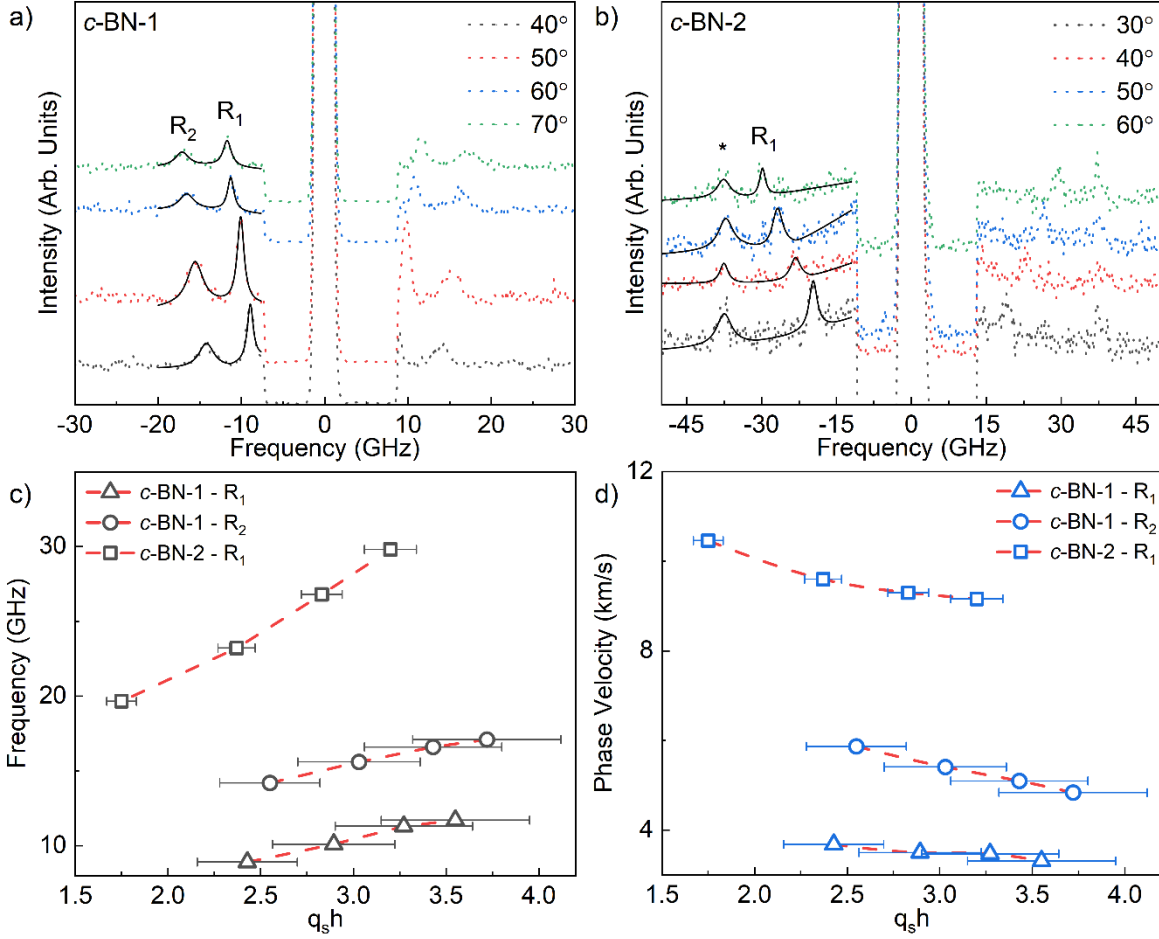 a)
c-BN-1
40°
50°
60°
70°
R2
R1
Intensity (Arb. Units)
-30 -20 -10 0 10 20 30
Frequency (GHz)
b)
c-BN-2
30°
40°
50°
60°
*
R1
Intensity (Arb. Units)
-45 -30 -15 0 15 30 45
Frequency (GHz)
c)
c-BN-1 - R1
c-BN-1 - R2
c-BN-2 - R1
Frequency (GHz)
30
20
10
1.5 2.0 2.5 3.0 3.5 4.0
qsh
d)
c-BN-1 - R1
c-BN-1 - R2
c-BN-2 - R1
Phase Velocity (km/s)
12
8
4
1.5 2.0 2.5 3.0 3.5 4.0
qsh